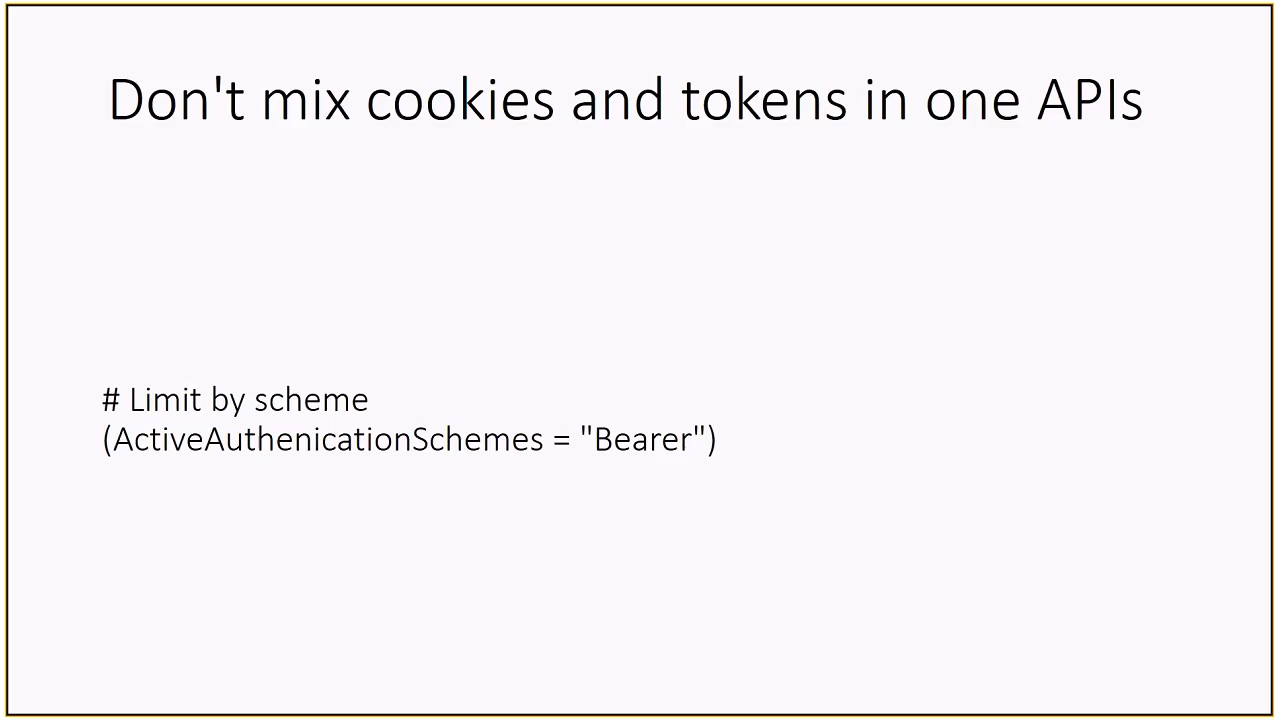 Don't mix cookies and tokens in one APIs
# Limit by scheme
(ActiveAuthenicationSchemes = "Bearer")